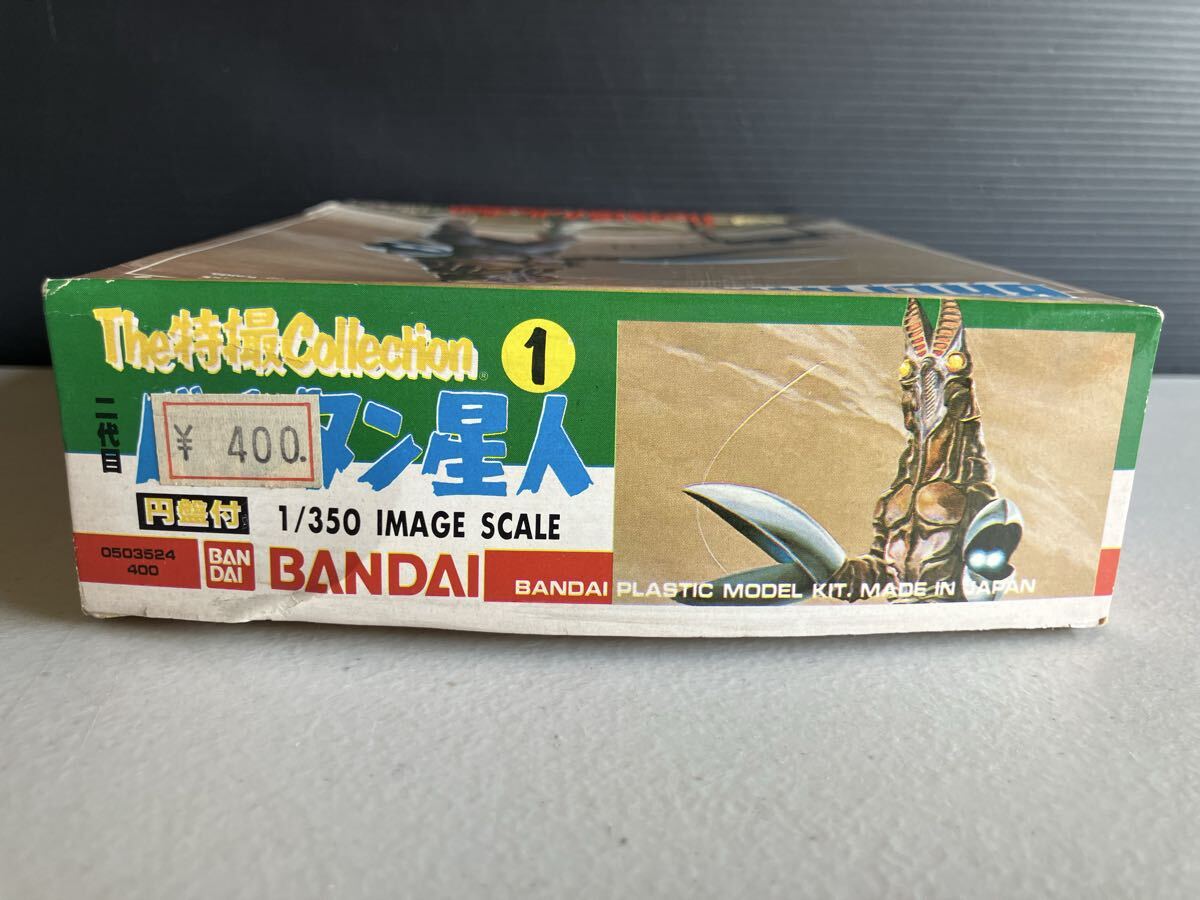 The特撮Collection®
1
二代目
タン星人
¥ 400.
円盤付
1/350 IMAGE SCALE
0503524
400
BAN
DAI
BANDAI
BANDAI PLASTIC MODEL KIT. MADE IN JAPAN